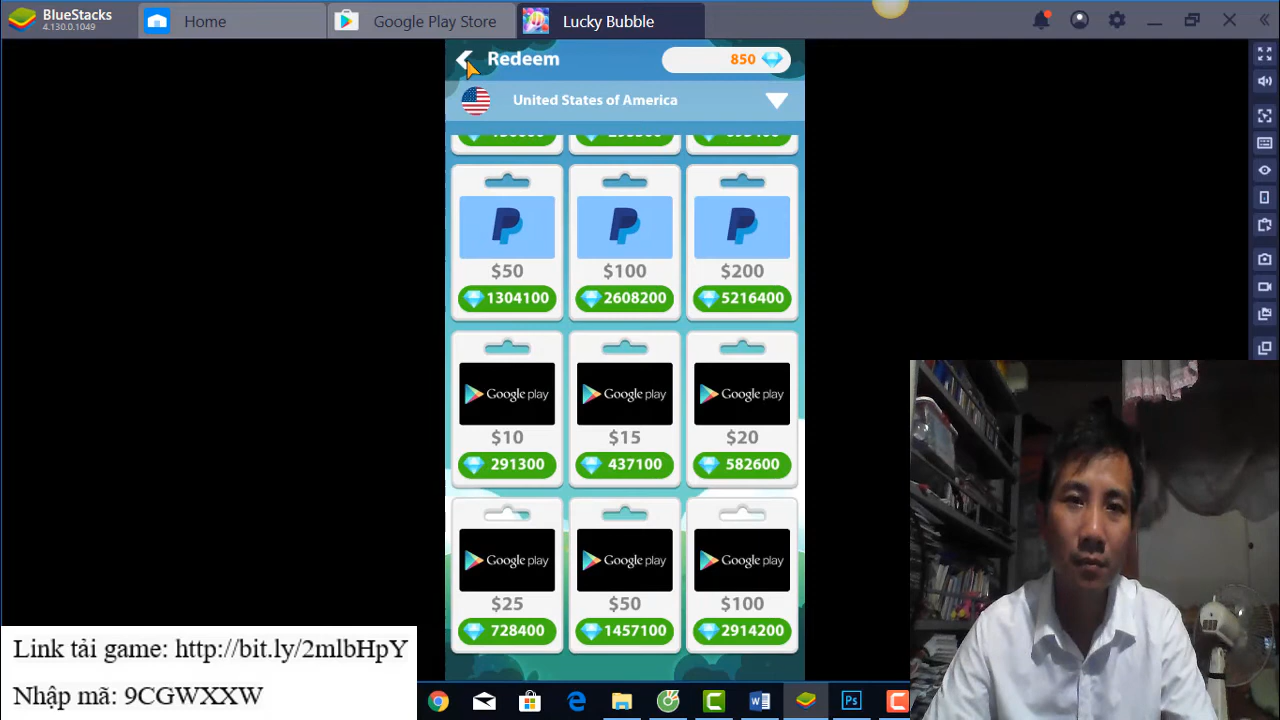 BlueStacks
4.130.0.1049
Home
Google Play Store
Lucky Bubble
Redeem
850
United States of America
$50
$100
$200
1304100
2608200
5216400
Google play
Google play
Google play
$10
$15
$20
291300
437100
582600
Google play
Google play
Google play
$25
$50
$100
728400
1457100
2914200
Link tải game: http://bit.ly/2mlbHpY
Nhập mã: 9CGWXXW